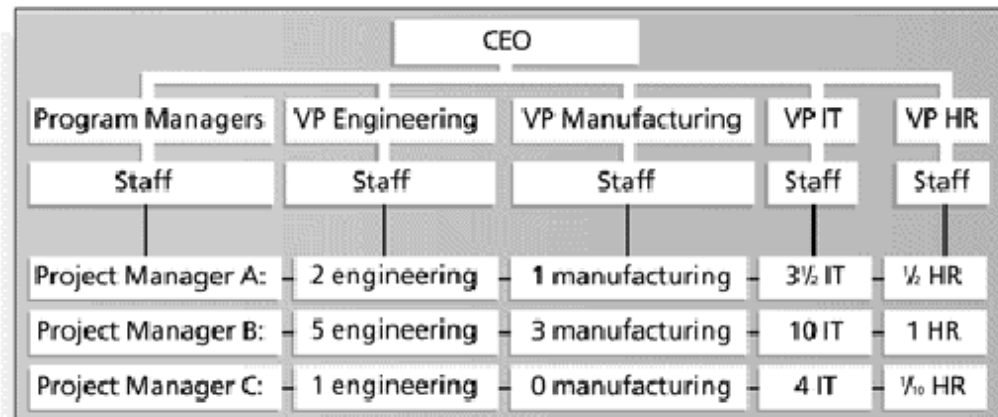 CEO
Program Managers VP Engineering VP Manufacturing VP IT VP HR
Staff Staff Staff Staff Staff
Project Manager A: 2 engineering 1 manufacturing 3½ IT ½ HR
Project Manager B: 5 engineering 3 manufacturing 10 IT 1 HR
Project Manager C: 1 engineering 0 manufacturing 4 IT ⅒ HR